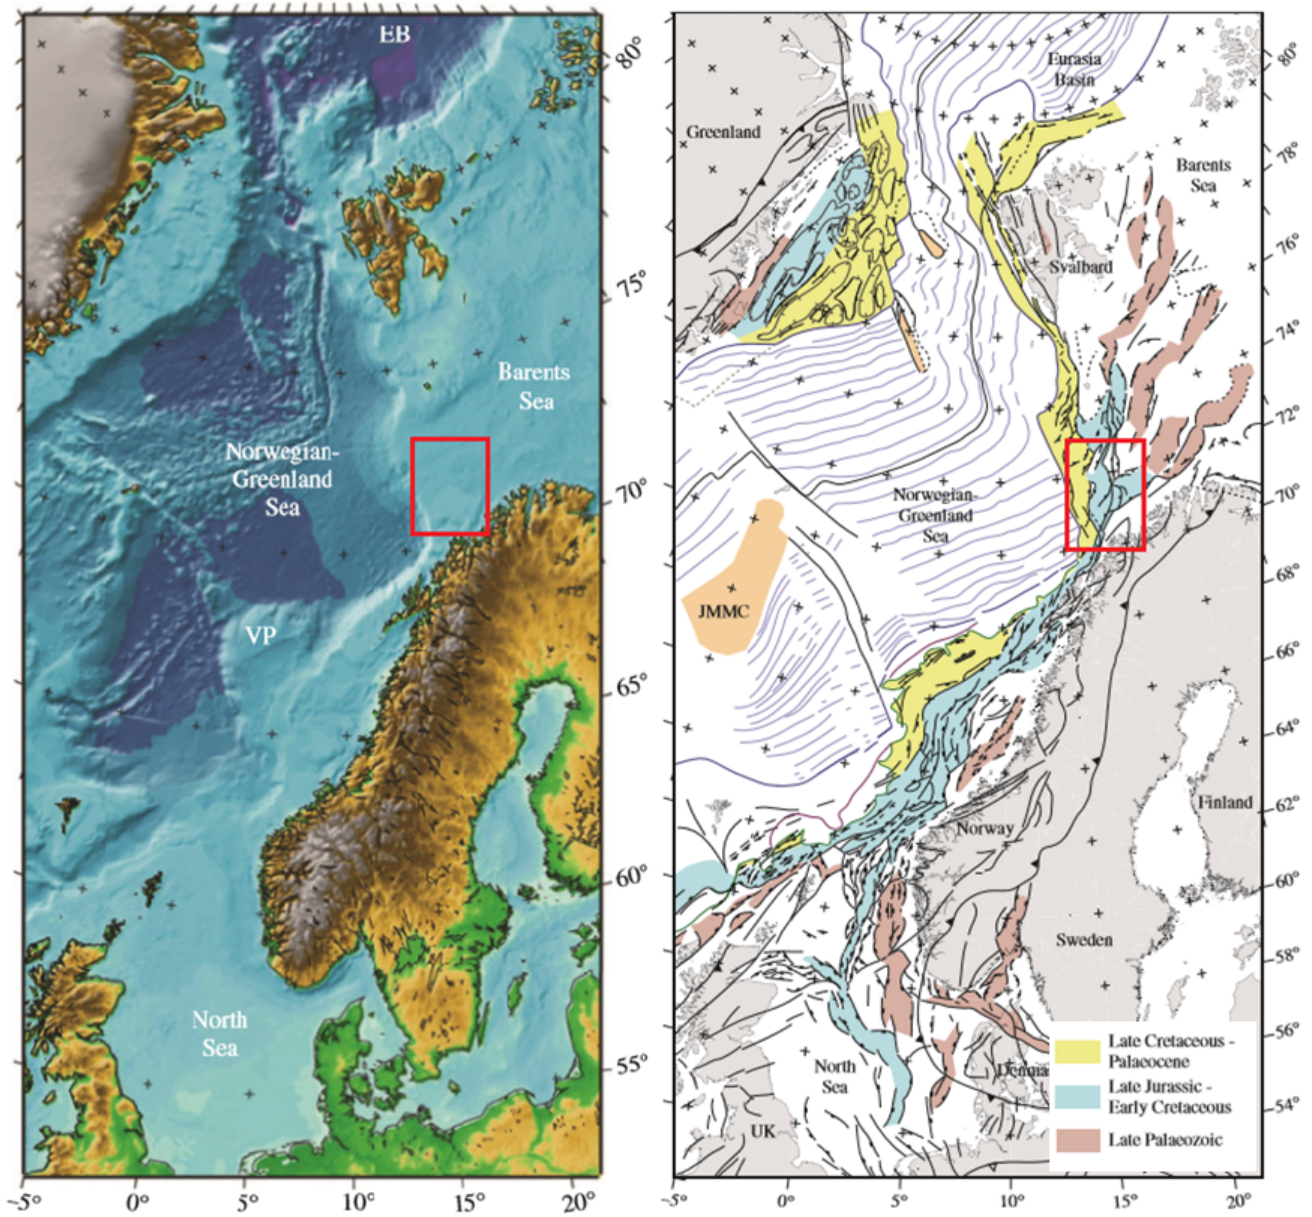 EB
Barents
Sea
Norwegian-
Greenland
Sea
VP
North
Sea
80°
75°
70°
65°
60°
55°
-5°
0°
5°
10°
15°
20°
Eurasia
Basin
Greenland
Barents
Sea
Svalbard
Norwegian-
Greenland
Sea
JMMC
Norway
Finland
Sweden
North
Sea
Denma
UK
Late Cretaceous -
Palaeocene
Late Jurassic -
Early Cretaceous
Late Palaeozoic
80°
78°
76°
74°
72°
70°
68°
66°
64°
62°
60°
58°
56°
54°
-5°
0°
5°
10°
15°
20°